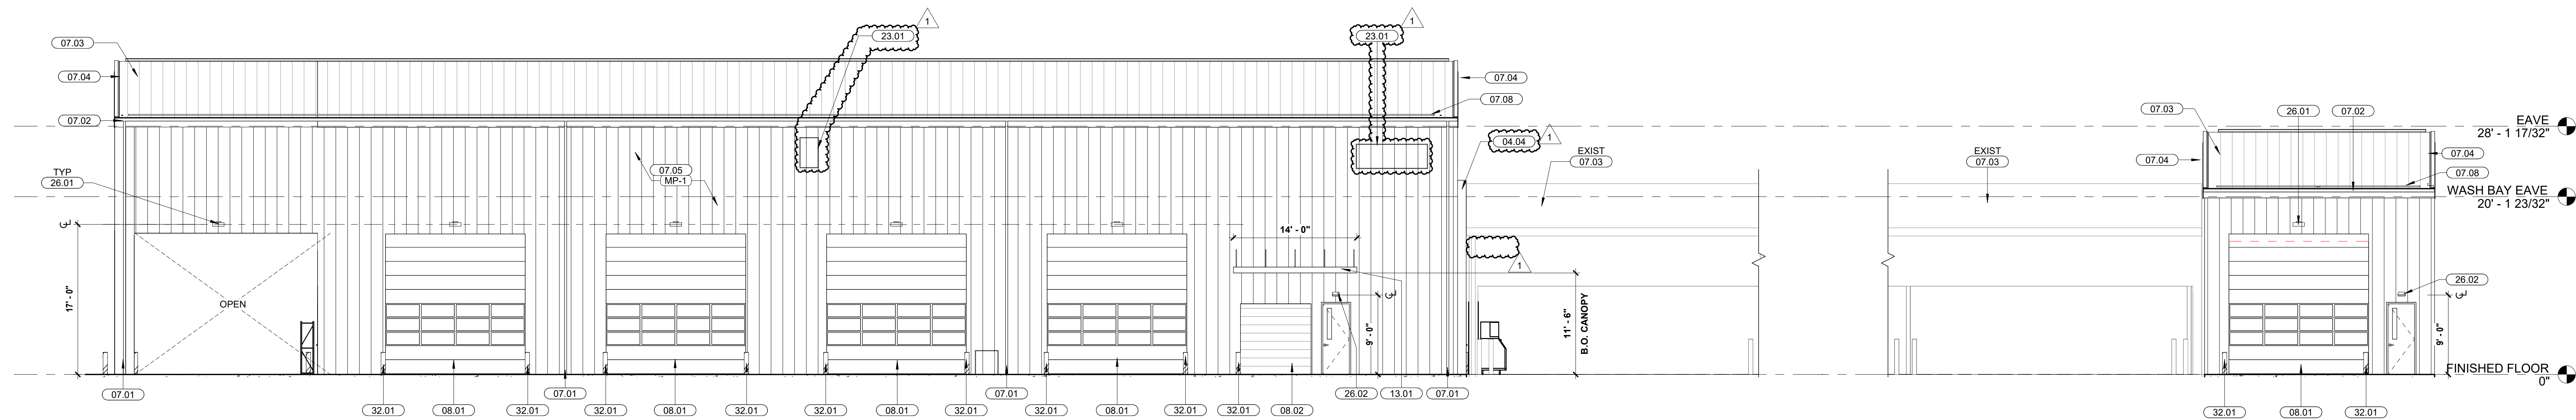 1
1
23.01
23.01
07.03
07.04
07.04
07.08
07.02
07.03
26.01
07.02
EAVE
28' - 1 17/32"
04.04
1
EXIST
07.03
EXIST
07.03
07.04
07.04
07.08
TYP
26.01
07.05
MP-1
WASH BAY EAVE
20' - 1 23/32"
CL
14' - 0"
1
17' - 0"
OPEN
9' - 0"
CL
11' - 6"
B.O. CANOPY
26.02
CL
9' - 0"
FINISHED FLOOR
0"
07.01
07.01
07.01
26.02
13.01
07.01
32.01
08.01
32.01
32.01
08.01
32.01
32.01
08.01
32.01
32.01
08.01
32.01
32.01
08.02
32.01
08.01
32.01